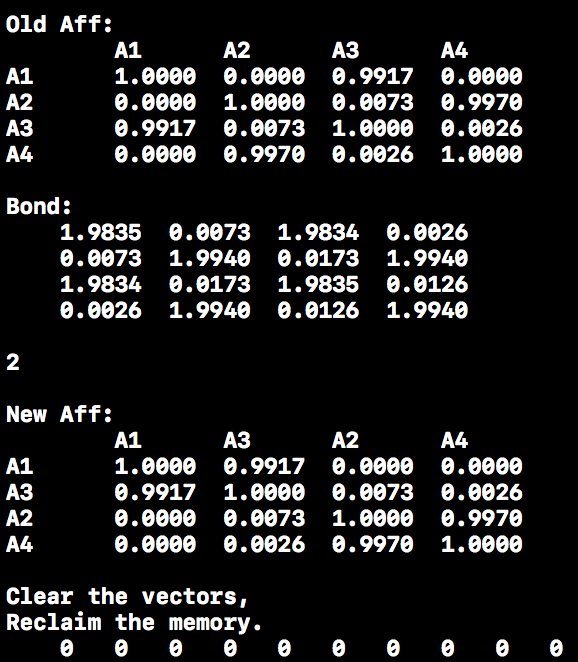 Old Aff:
A1 A2 A3 A4
A1 1.0000 0.0000 0.9917 0.0000
A2 0.0000 1.0000 0.0073 0.9970
A3 0.9917 0.0073 1.0000 0.0026
A4 0.0000 0.9970 0.0026 1.0000
Bond:
1.9835 0.0073 1.9834 0.0026
0.0073 1.9940 0.0173 1.9940
1.9834 0.0173 1.9835 0.0126
0.0026 1.9940 0.0126 1.9940
2
New Aff:
A1 A3 A2 A4
A1 1.0000 0.9917 0.0000 0.0000
A3 0.9917 1.0000 0.0073 0.0026
A2 0.0000 0.0073 1.0000 0.9970
A4 0.0000 0.0026 0.9970 1.0000
Clear the vectors,
Reclaim the memory.
0 0 0 0 0 0 0 0 0 0